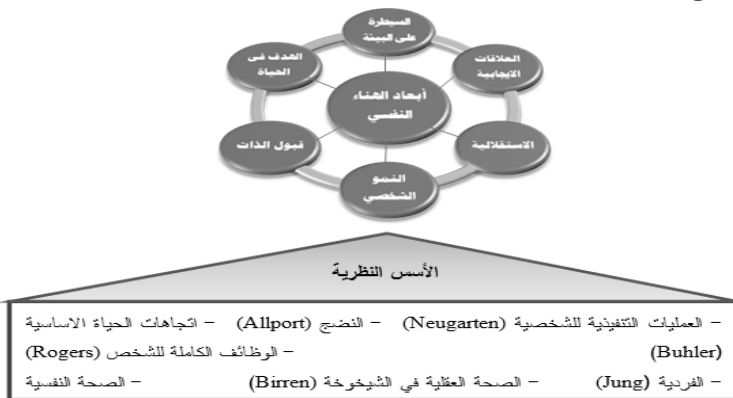 السيطرة
على البيئة
العلاقات
الايجابية
الاستقلالية
النمو
الشخصي
قبول الذات
الهدف فى
الحياة
أبعاد الهناء
النفسي
الأسس النظرية
– العمليات التنفيذية للشخصية (Neugarten) – النضج (Allport) – اتجاهات الحياة الاساسية
(Buhler) – الوظائف الكاملة للشخص (Rogers)
– الفردية (Jung) – الصحة العقلية في الشيخوخة (Birren) – الصحة النفسية